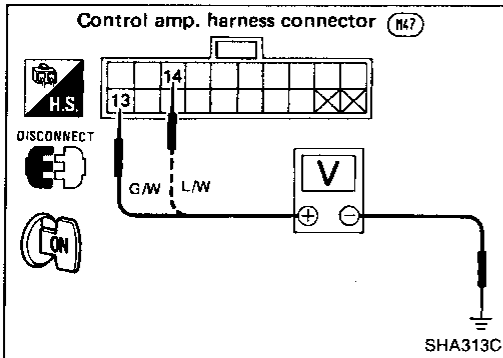 Control amp. harness connector M47
H.S.
14
13
DISCONNECT
G/W L/W
V
+ −
ON
SHA313C